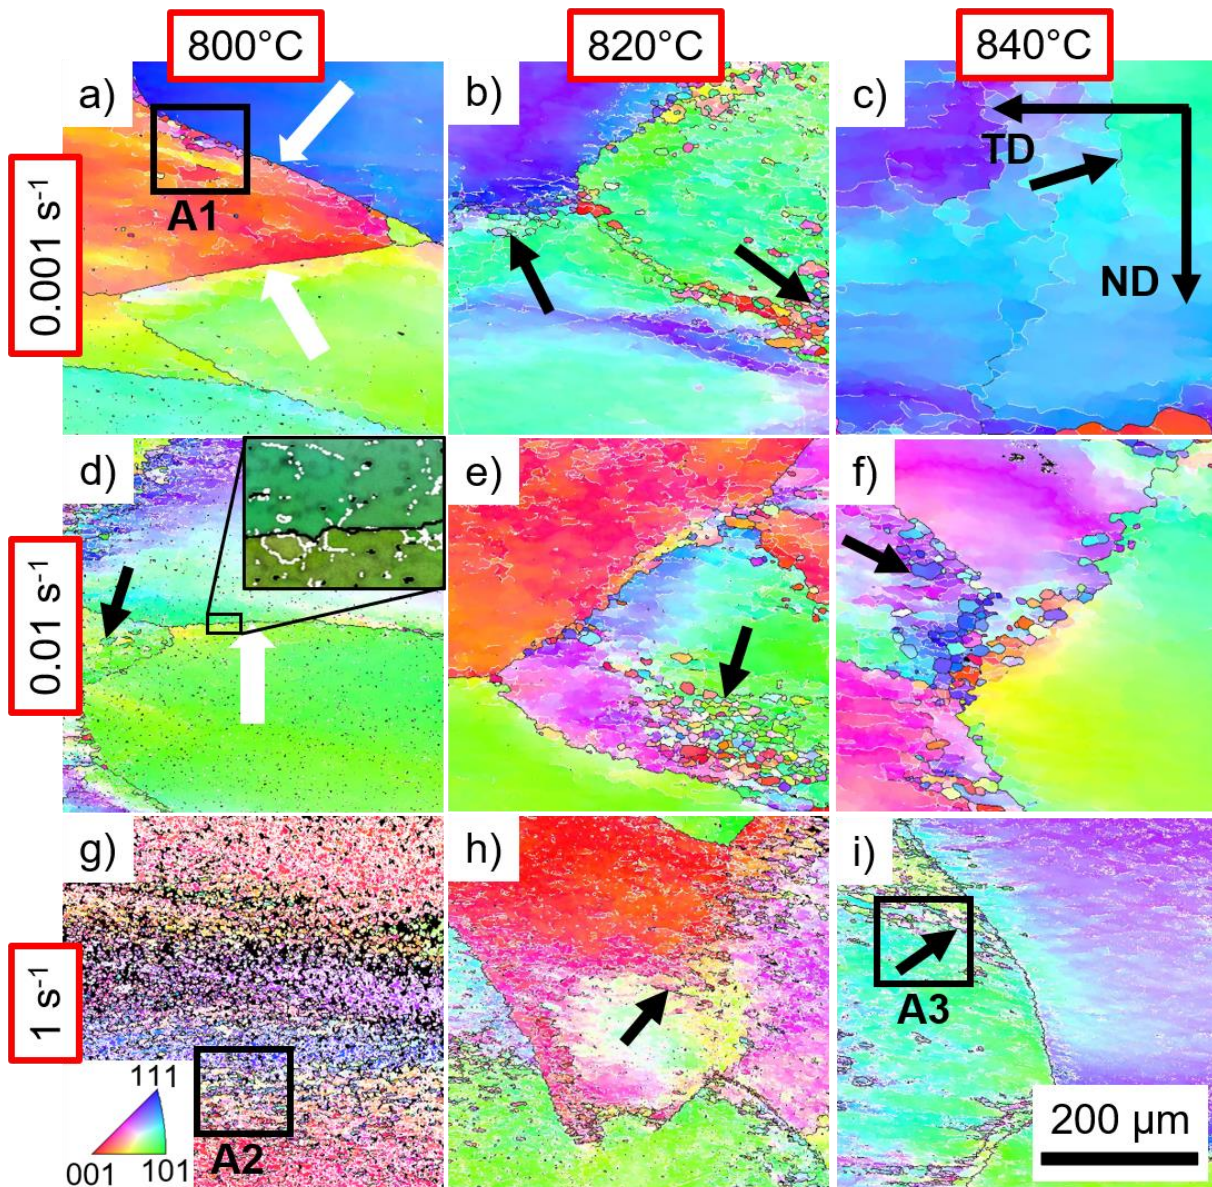 800°C
820°C
840°C
0.001 s⁻¹
a)
A1
b)
c)
TD
ND
0.01 s⁻¹
d)
e)
f)
1 s⁻¹
g)
111
001
101
A2
h)
i)
A3
200 µm